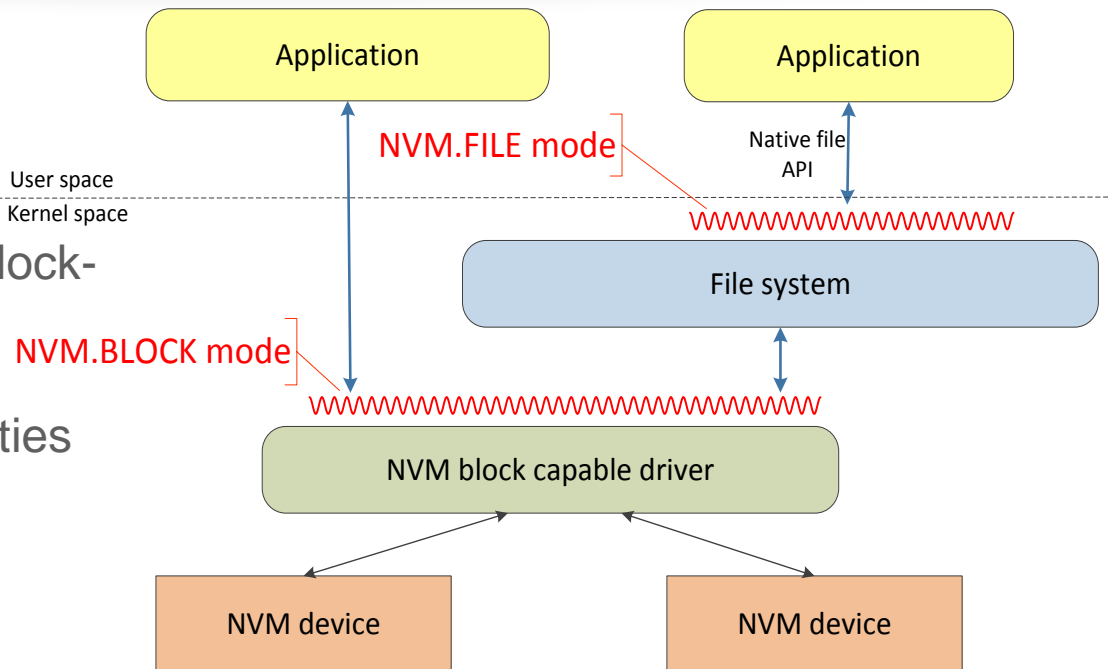 Application
Application
NVM.FILE mode
Native file
API
User space
Kernel space
lock-
File system
NVM.BLOCK mode
ties
NVM block capable driver
NVM device
NVM device